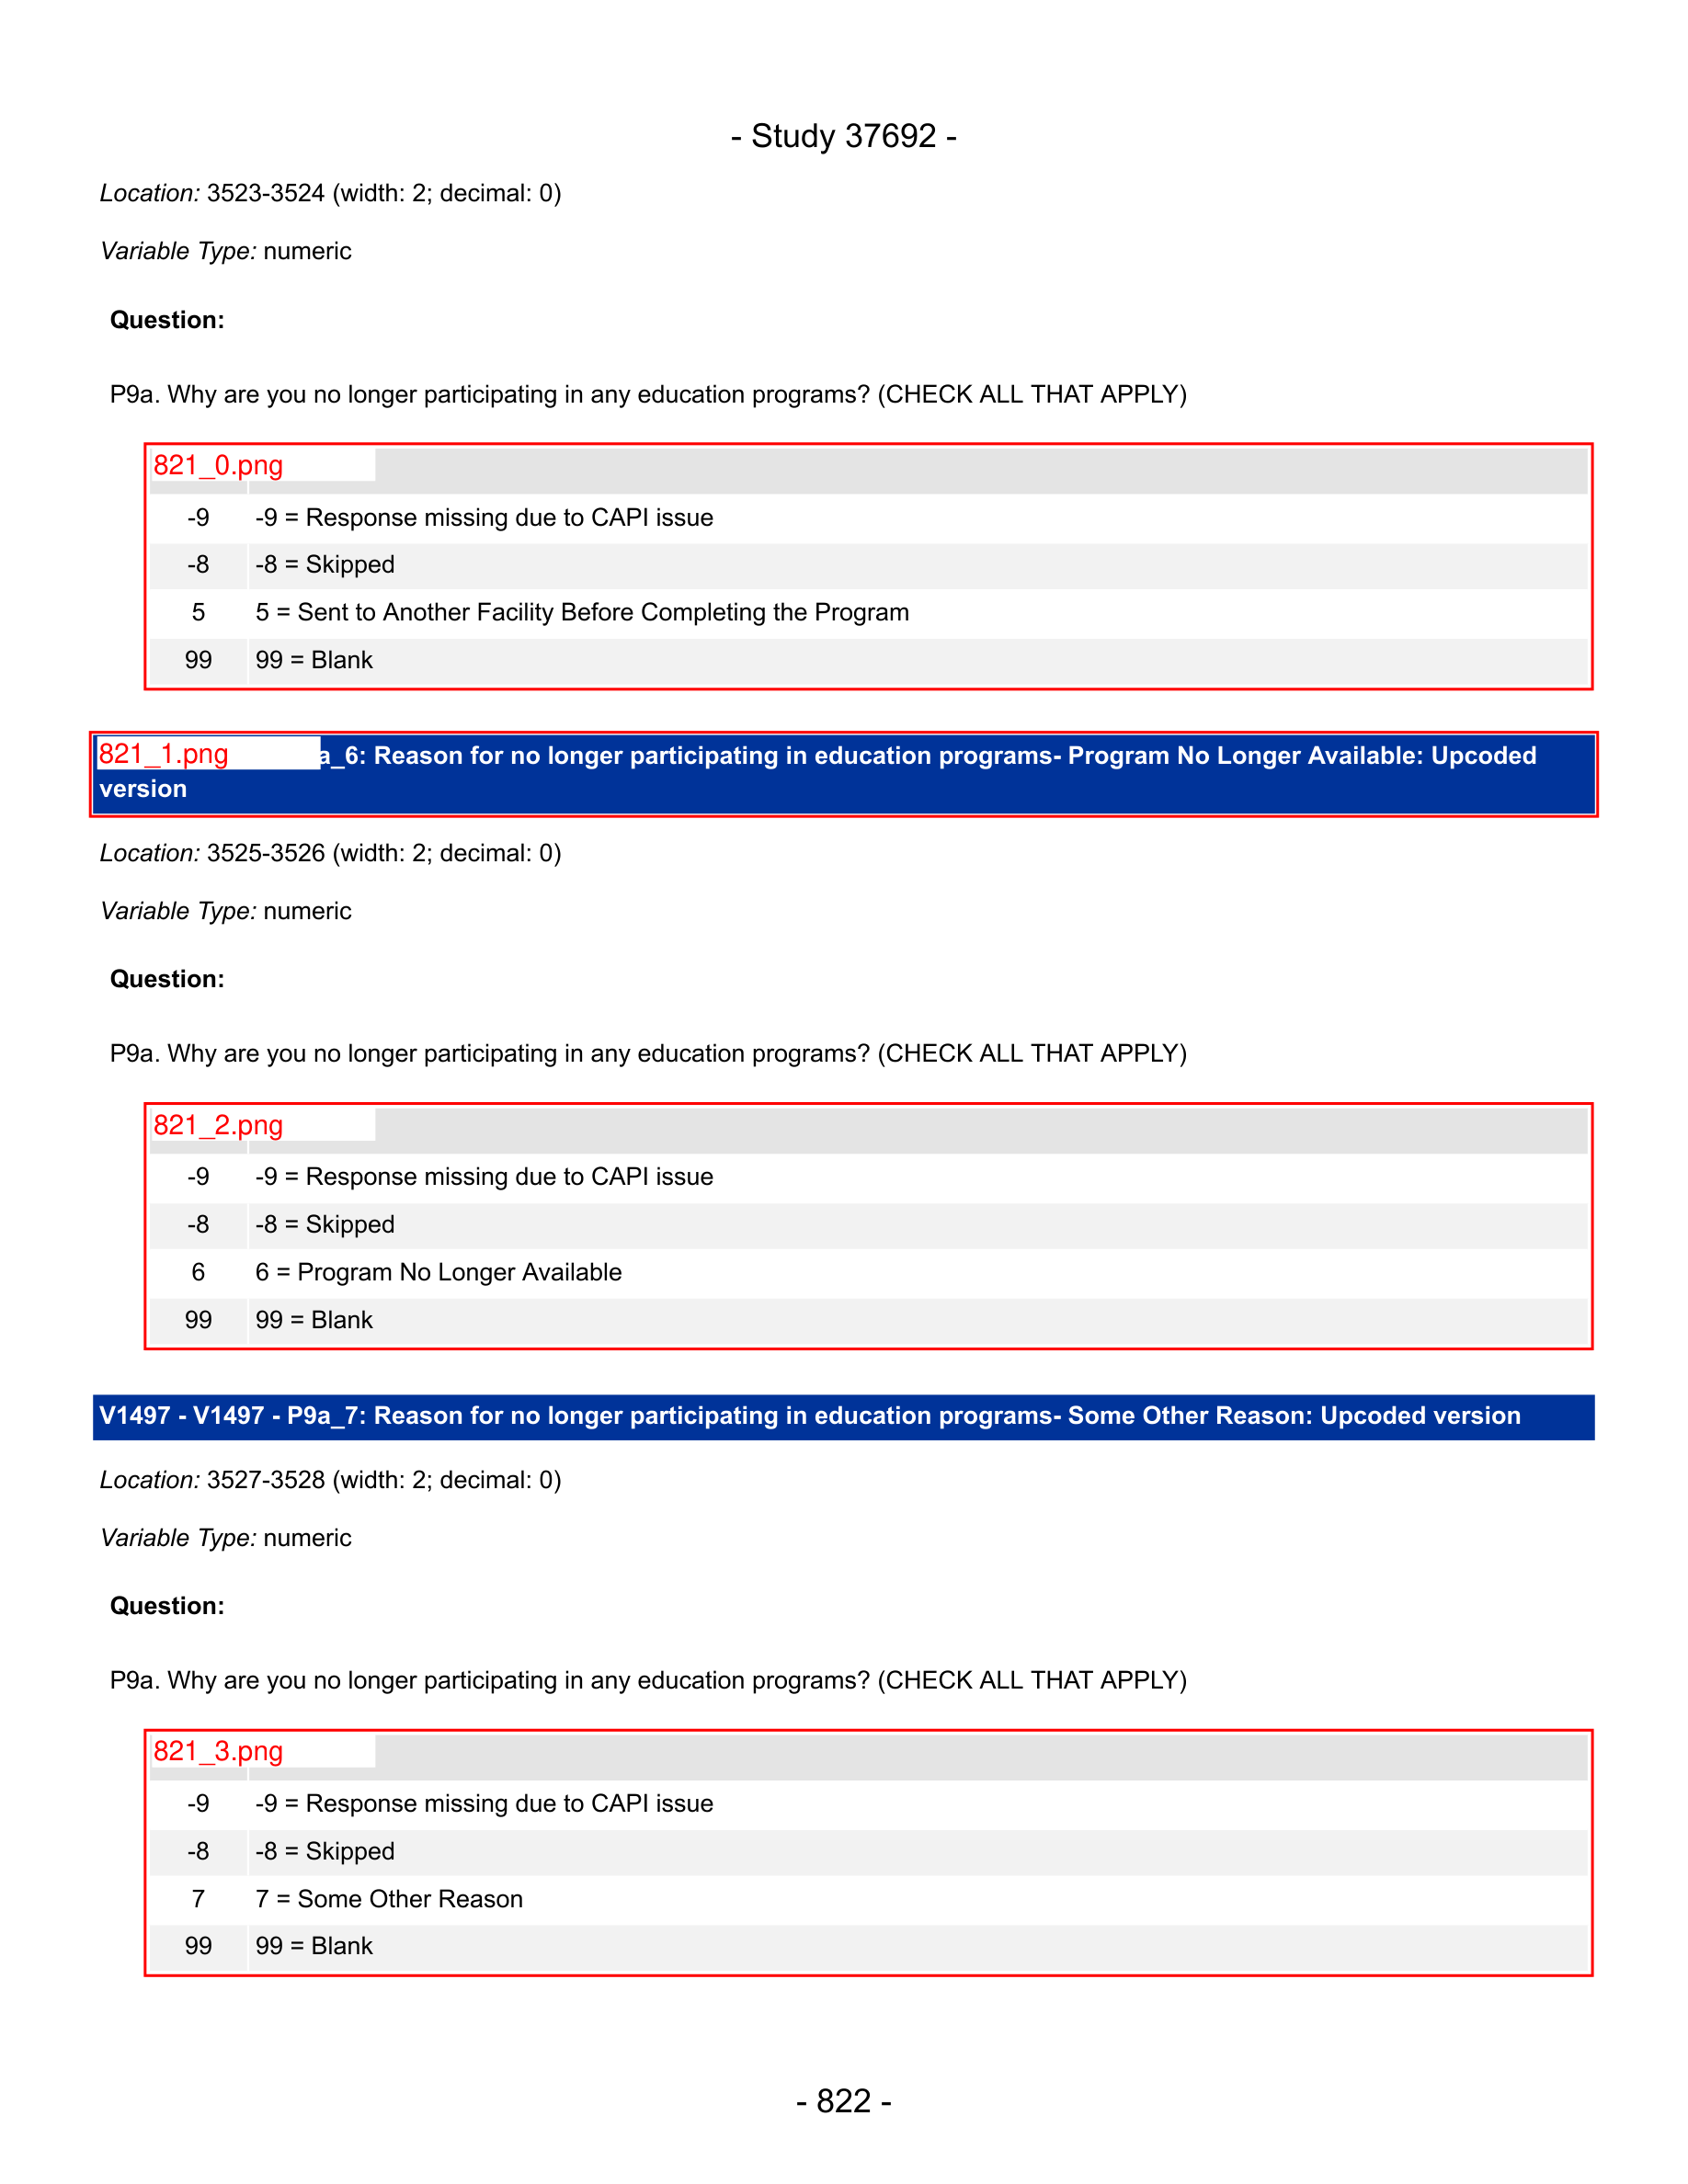 - Study 37692 -
Location: 3523-3524 (width: 2; decimal: 0)
Variable Type: numeric
Question:
P9a. Why are you no longer participating in any education programs? (CHECK ALL THAT APPLY)
821_0.png
-9 -9 = Response missing due to CAPI issue
-8 -8 = Skipped
5 5 = Sent to Another Facility Before Completing the Program
99 99 = Blank
821_1.png a_6: Reason for no longer participating in education programs- Program No Longer Available: Upcoded
version
Location: 3525-3526 (width: 2; decimal: 0)
Variable Type: numeric
Question:
P9a. Why are you no longer participating in any education programs? (CHECK ALL THAT APPLY)
821_2.png
-9 -9 = Response missing due to CAPI issue
-8 -8 = Skipped
6 6 = Program No Longer Available
99 99 = Blank
V1497 - V1497 - P9a_7: Reason for no longer participating in education programs- Some Other Reason: Upcoded version
Location: 3527-3528 (width: 2; decimal: 0)
Variable Type: numeric
Question:
P9a. Why are you no longer participating in any education programs? (CHECK ALL THAT APPLY)
821_3.png
-9 -9 = Response missing due to CAPI issue
-8 -8 = Skipped
7 7 = Some Other Reason
99 99 = Blank
- 822 -